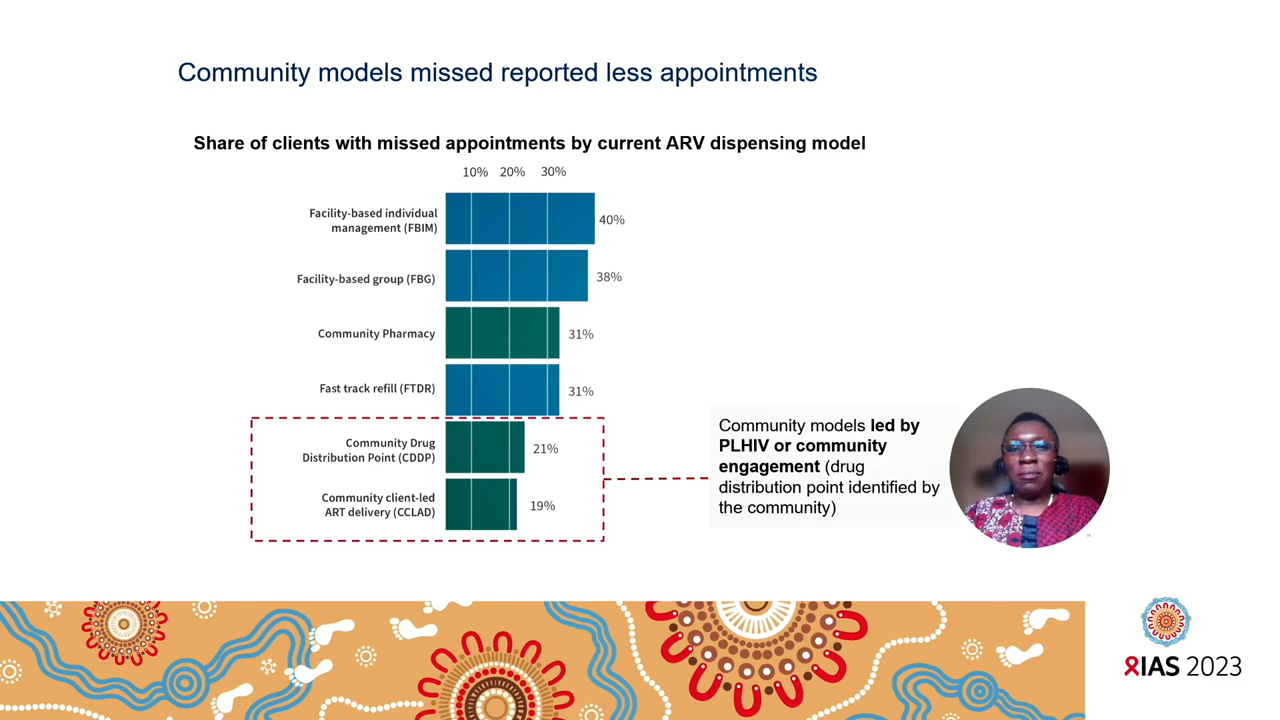 Community models missed reported less appointments
Share of clients with missed appointments by current ARV dispensing model
10% 20% 30%
Facility-based individual
management (FBIM)
40%
Facility-based group (FBG)
38%
Community Pharmacy
31%
Fast track refill (FTDR)
31%
Community Drug
Distribution Point (CDDP)
21%
Community client-led
ART delivery (CCLAD)
19%
Community models led by
PLHIV or community
engagement (drug
distribution point identified by
the community)
IAS 2023